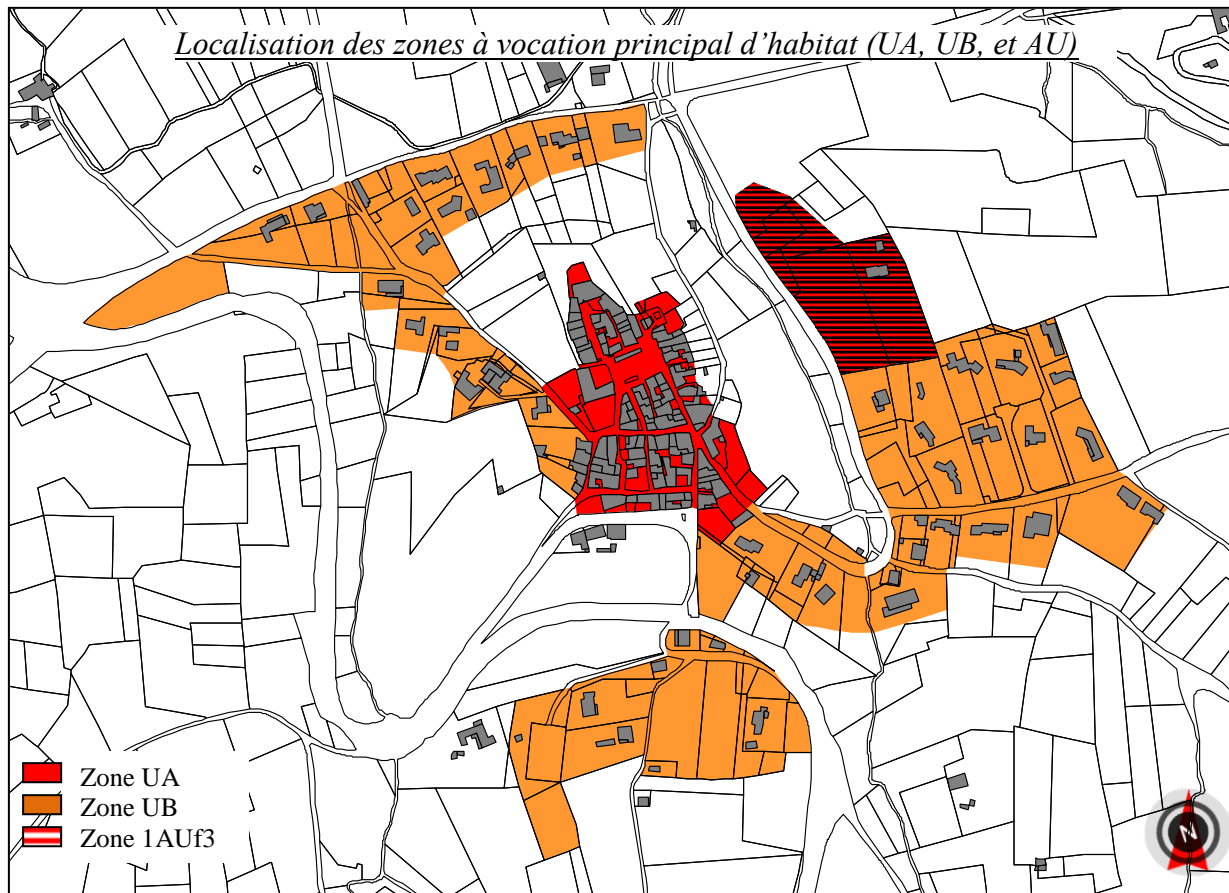 Localisation des zones à vocation principal d'habitat (UA, UB, et AU)
Zone UA
Zone UB
Zone 1AUf3
N